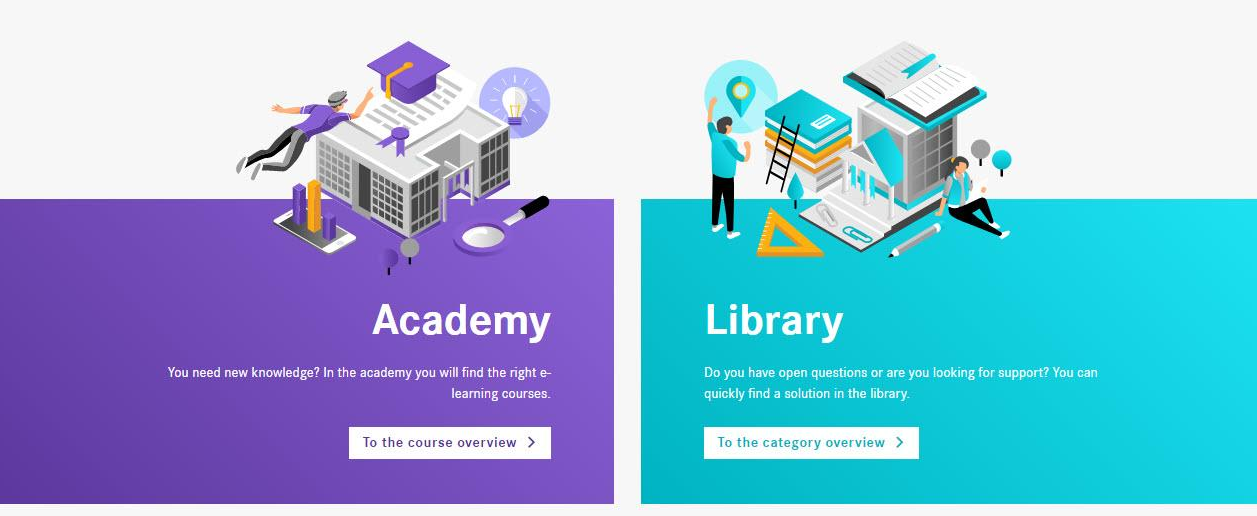 Academy
You need new knowledge? In the academy you will find the right e-
learning courses.
To the course overview
Library
Do you have open questions or are you looking for support? You can
quickly find a solution in the library.
To the category overview